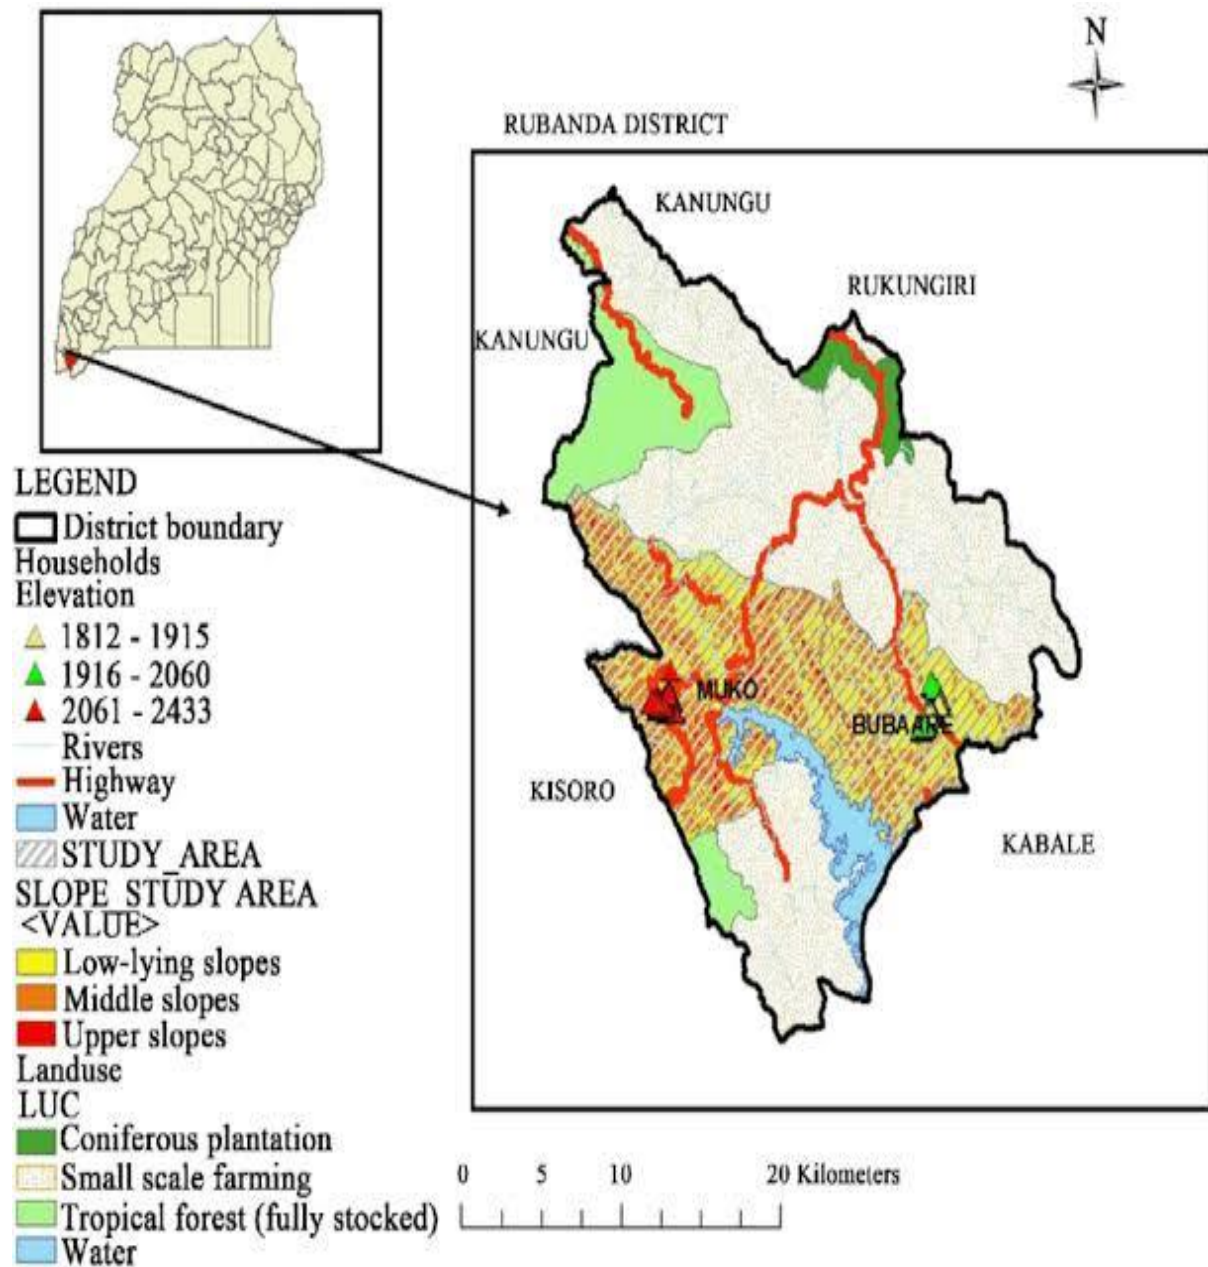 N
RUBANDA DISTRICT
KANUNGU
RUKUNGIRI
KANUNGU
MUKO
BUBAARE
KISORO
KABALE
LEGEND
District boundary
Households
Elevation
1812 - 1915
1916 - 2060
2061 - 2433
Rivers
Highway
Water
STUDY_AREA
SLOPE_STUDY AREA
<VALUE>
Low-lying slopes
Middle slopes
Upper slopes
Landuse
LUC
Coniferous plantation
Small scale farming
Tropical forest (fully stocked)
Water
0 5 10 20 Kilometers